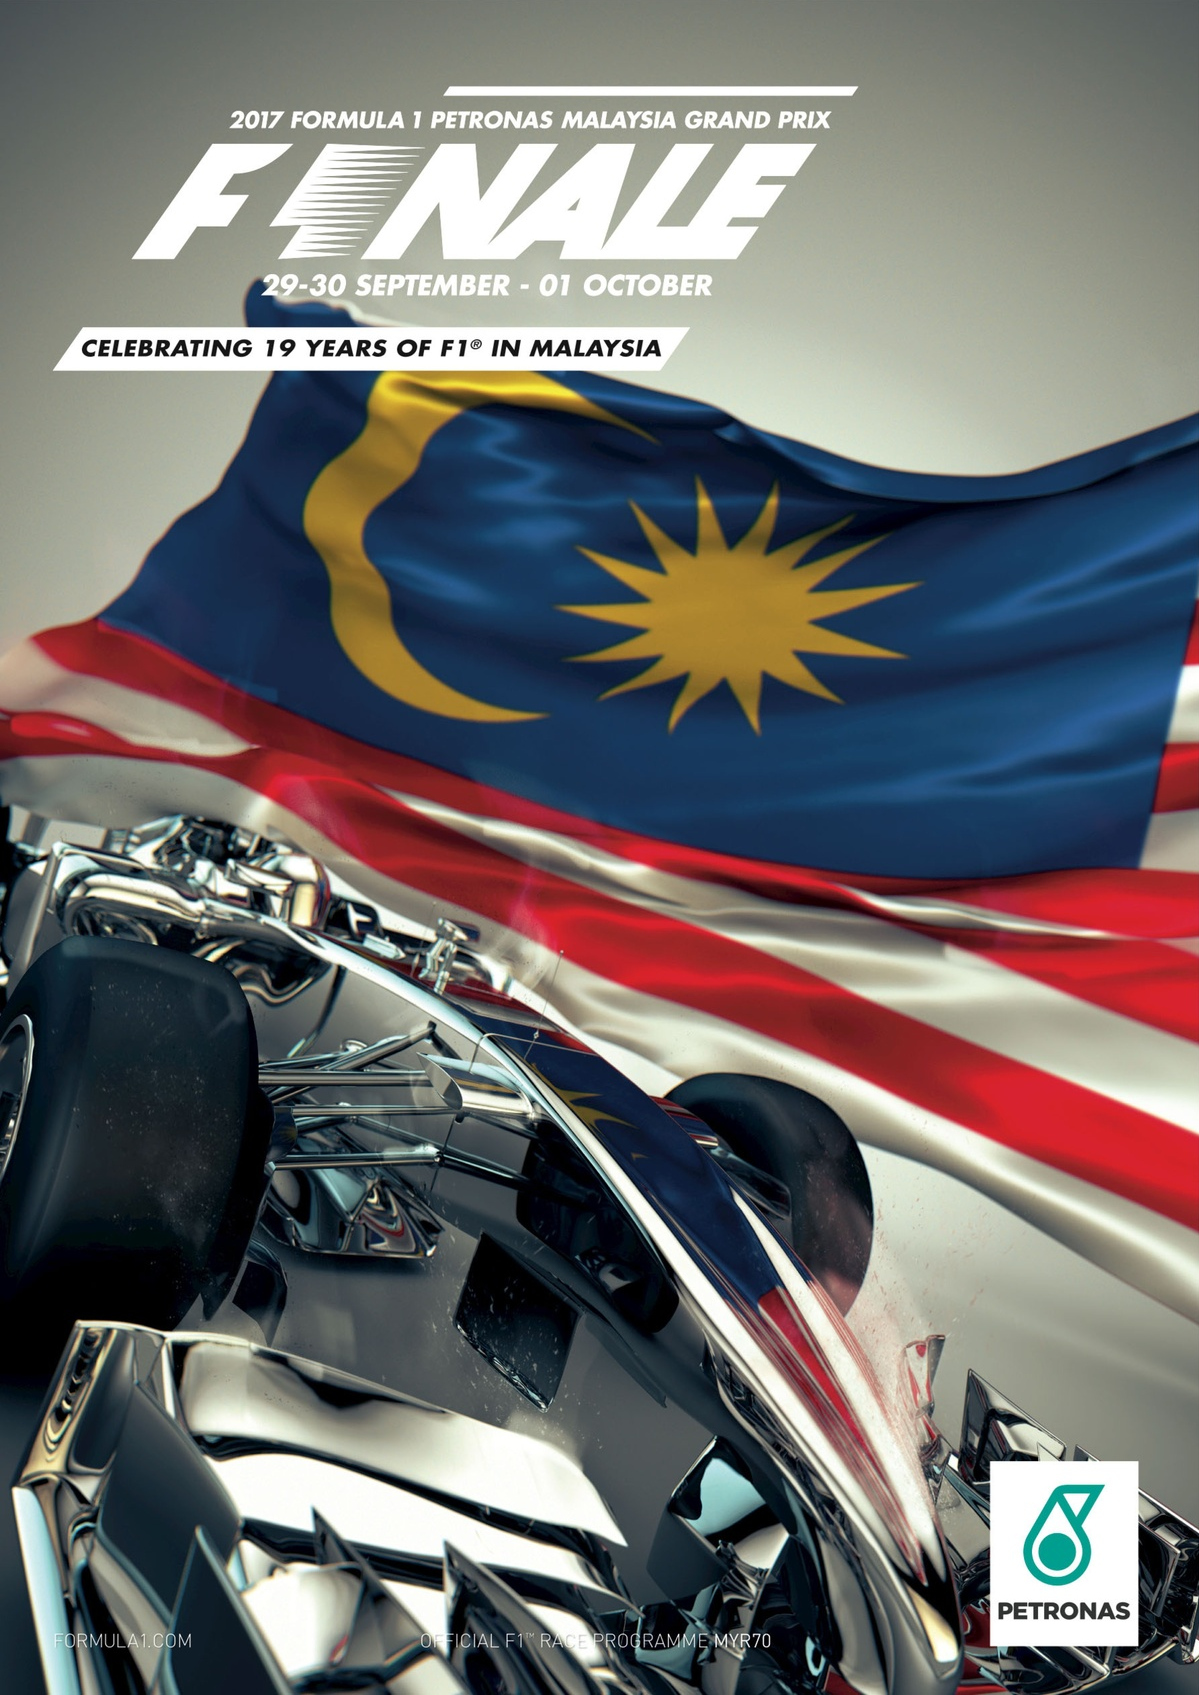 2017 FORMULA 1 PETRONAS MALAYSIA GRAND PRIX
F1NALE
29-30 SEPTEMBER - 01 OCTOBER
CELEBRATING 19 YEARS OF F1® IN MALAYSIA
PETRONAS
FORMULA1.COM
OFFICIAL F1™ RACE PROGRAMME MYR70